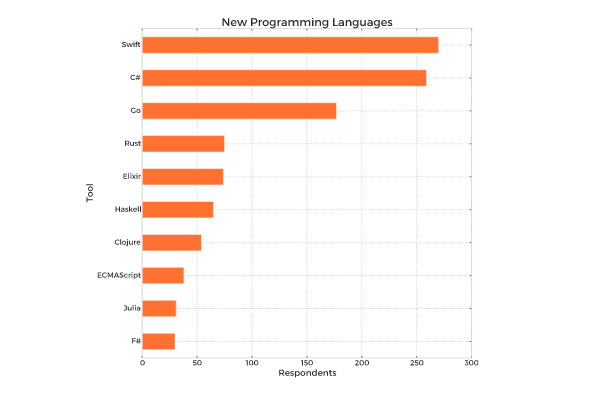 New Programming Languages
Swift
C#
Go
Rust
Elixir
Haskell
Clojure
ECMAScript
Julia
F#
Tool
0 50 100 150 200 250 300
Respondents